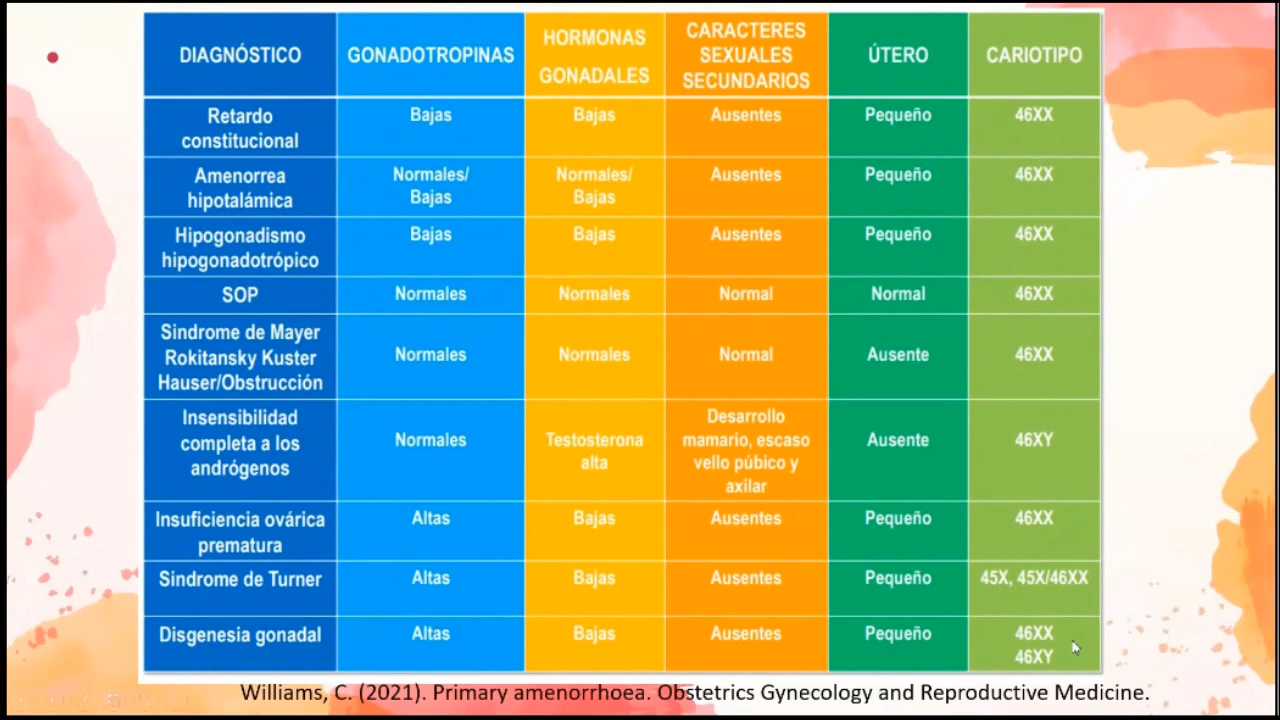 DIAGNÓSTICO
GONADOTROPINAS
HORMONAS
GONADALES
CARACTERES
SEXUALES
SECUNDARIOS
ÚTERO
CARIOTIPO
Retardo
constitucional
Bajas
Bajas
Ausentes
Pequeño
46XX
Amenorrea
hipotalámica
Normales/
Bajas
Normales/
Bajas
Ausentes
Pequeño
46XX
Hipogonadismo
hipogonadotrópico
Bajas
Bajas
Ausentes
Pequeño
46XX
SOP
Normales
Normales
Normal
Normal
46XX
Sindrome de Mayer
Rokitansky Kuster
Hauser/Obstrucción
Normales
Normales
Normal
Ausente
46XX
Insensibilidad
completa a los
andrógenos
Normales
Testosterona
alta
Desarrollo
mamario, escaso
vello púbico y
axilar
Ausente
46XY
Insuficiencia ovárica
prematura
Altas
Bajas
Ausentes
Pequeño
46XX
Sindrome de Turner
Altas
Bajas
Ausentes
Pequeño
45X, 45X/46XX
Disgenesia gonadal
Altas
Bajas
Ausentes
Pequeño
46XX
46XY
Williams, C. (2021). Primary amenorrhoea. Obstetrics Gynecology and Reproductive Medicine.